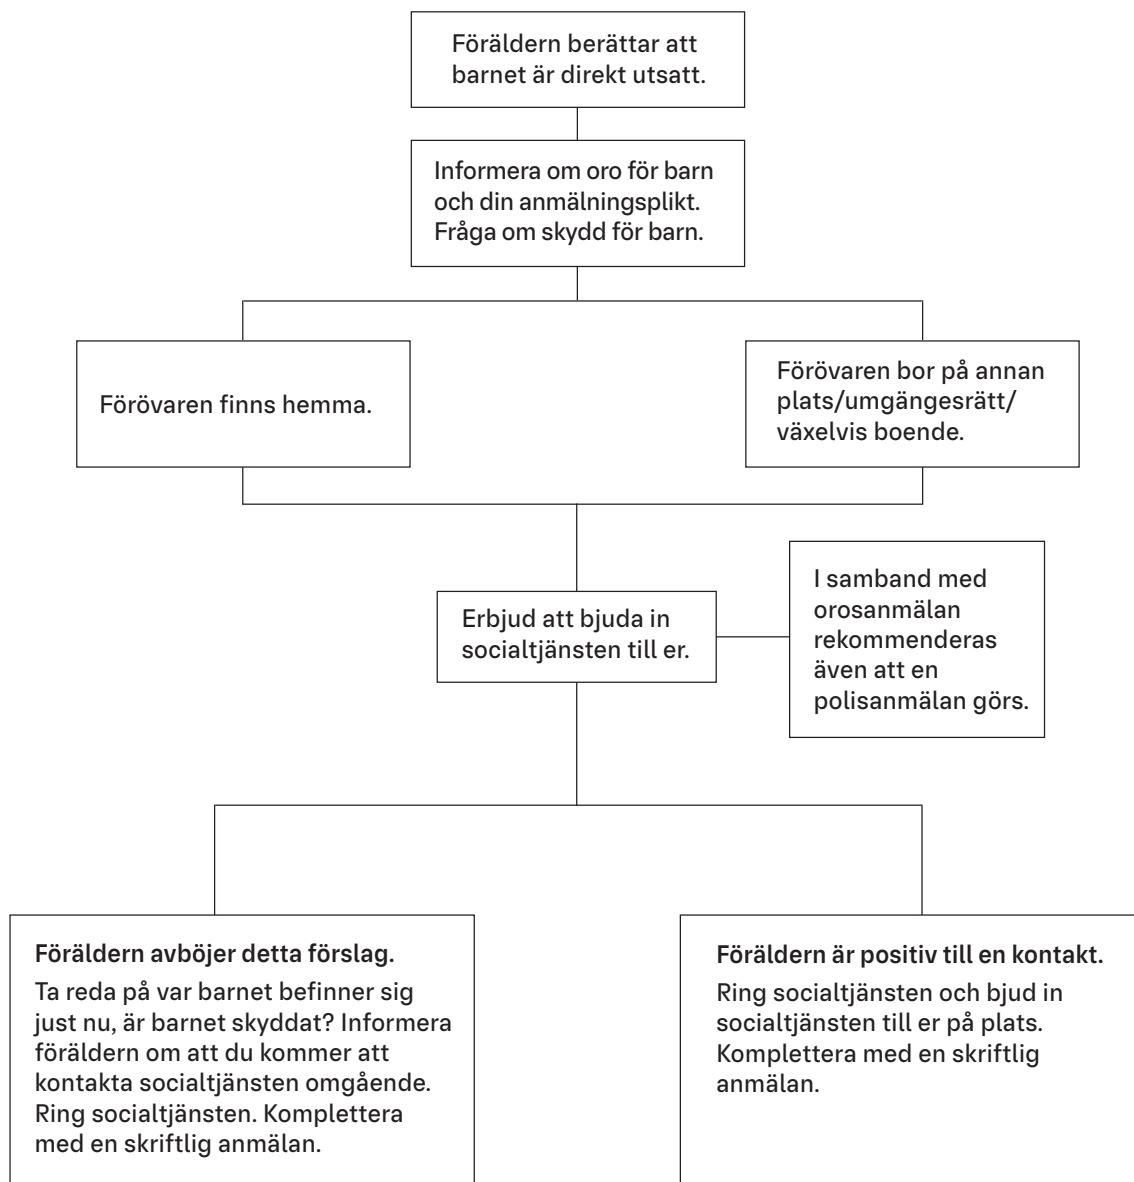 Föräldern berättar att
barnet är direkt utsatt.
Informera om oro för barn
och din anmälningsplikt.
Fråga om skydd för barn.
Förövaren finns hemma.
Förövaren bor på annan
plats/umgängesrätt/
växelvis boende.
Erbjud att bjuda in
socialtjänsten till er.
I samband med
orosanmälan
rekommenderas
även att en
polisanmälan görs.
Föräldern avböjer detta förslag.
Ta reda på var barnet befinner sig
just nu, är barnet skyddat? Informera
föräldern om att du kommer att
kontakta socialtjänsten omgående.
Ring socialtjänsten. Komplettera
med en skriftlig anmälan.
Föräldern är positiv till en kontakt.
Ring socialtjänsten och bjud in
socialtjänsten till er på plats.
Komplettera med en skriftlig
anmälan.